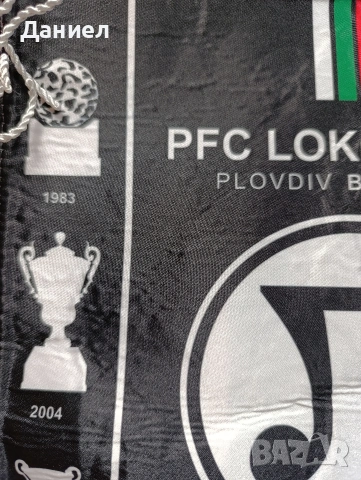 Даниел
1983
PFC LOK
PLOVDIV B
2004
BAZAR